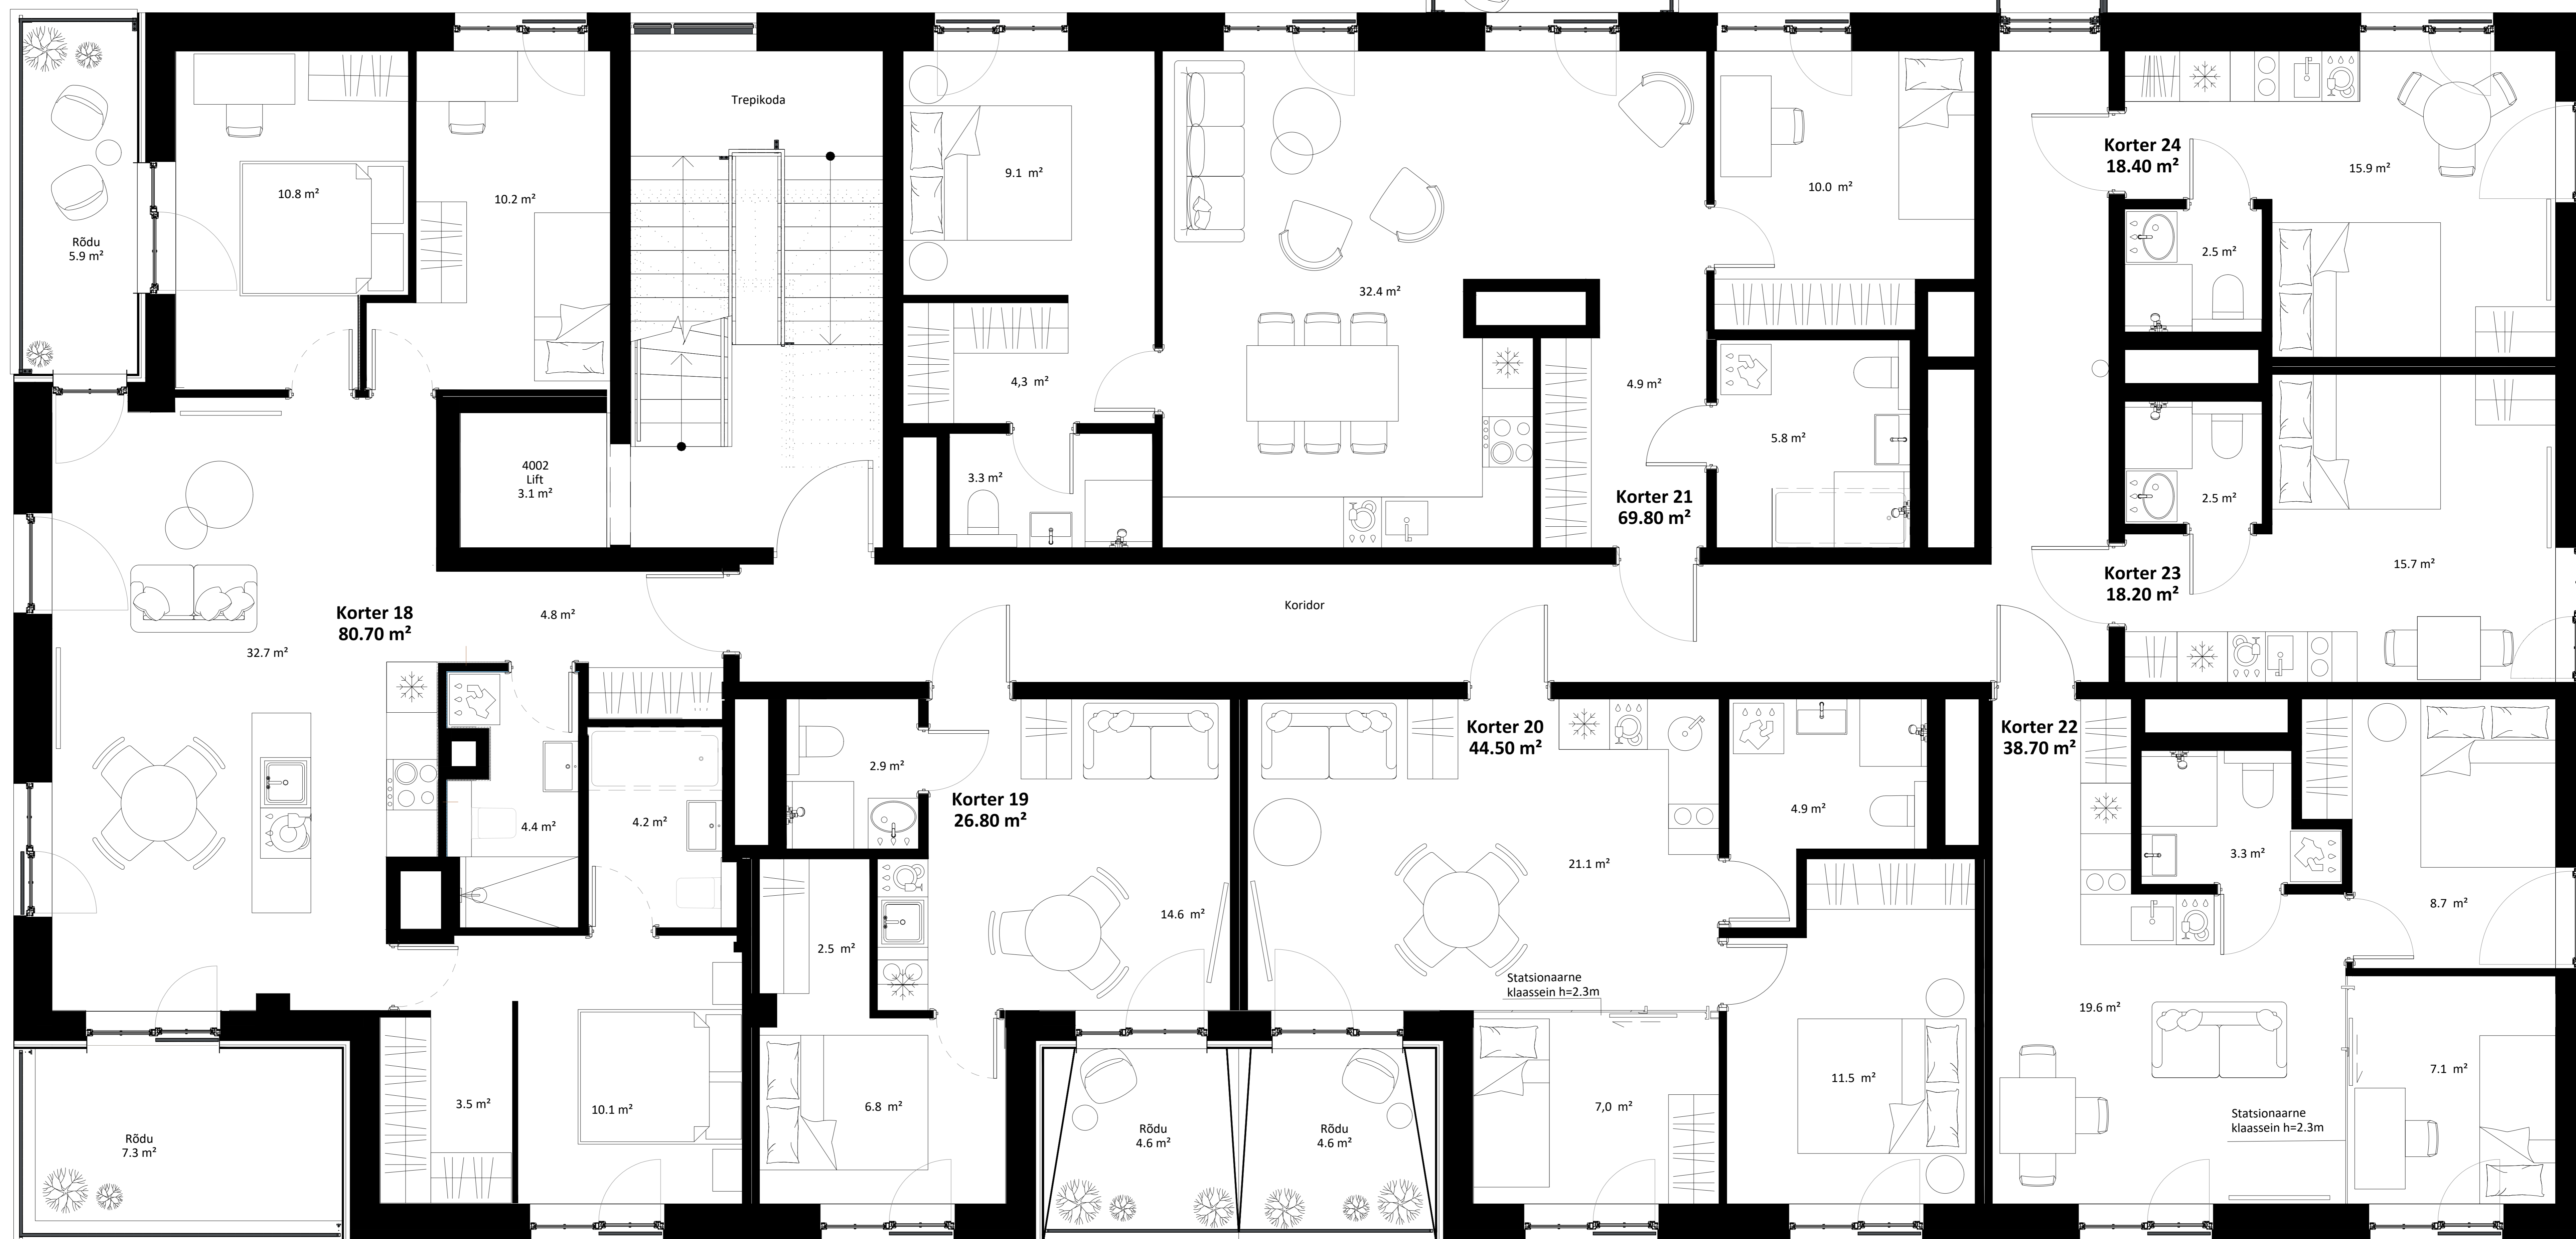 Trepikoda
Korter 24
18.40 m²
15.9 m²
9.1 m²
10.0 m²
10.8 m²
10.2 m²
Rõdu
5.9 m²
2.5 m²
32.4 m²
4,3 m²
4.9 m²
5.8 m²
4002
Lift
3.1 m²
3.3 m²
Korter 21
69.80 m²
2.5 m²
Korter 23
18.20 m²
15.7 m²
Korter 18
80.70 m²
4.8 m²
Koridor
32.7 m²
Korter 20
44.50 m²
Korter 22
38.70 m²
2.9 m²
Korter 19
26.80 m²
4.4 m²
4.2 m²
4.9 m²
21.1 m²
3.3 m²
8.7 m²
14.6 m²
2.5 m²
Statsionaarne
klaassein h=2.3m
19.6 m²
7.1 m²
3.5 m²
10.1 m²
6.8 m²
7,0 m²
11.5 m²
Statsionaarne
klaassein h=2.3m
Rõdu
7.3 m²
Rõdu
4.6 m²
Rõdu
4.6 m²